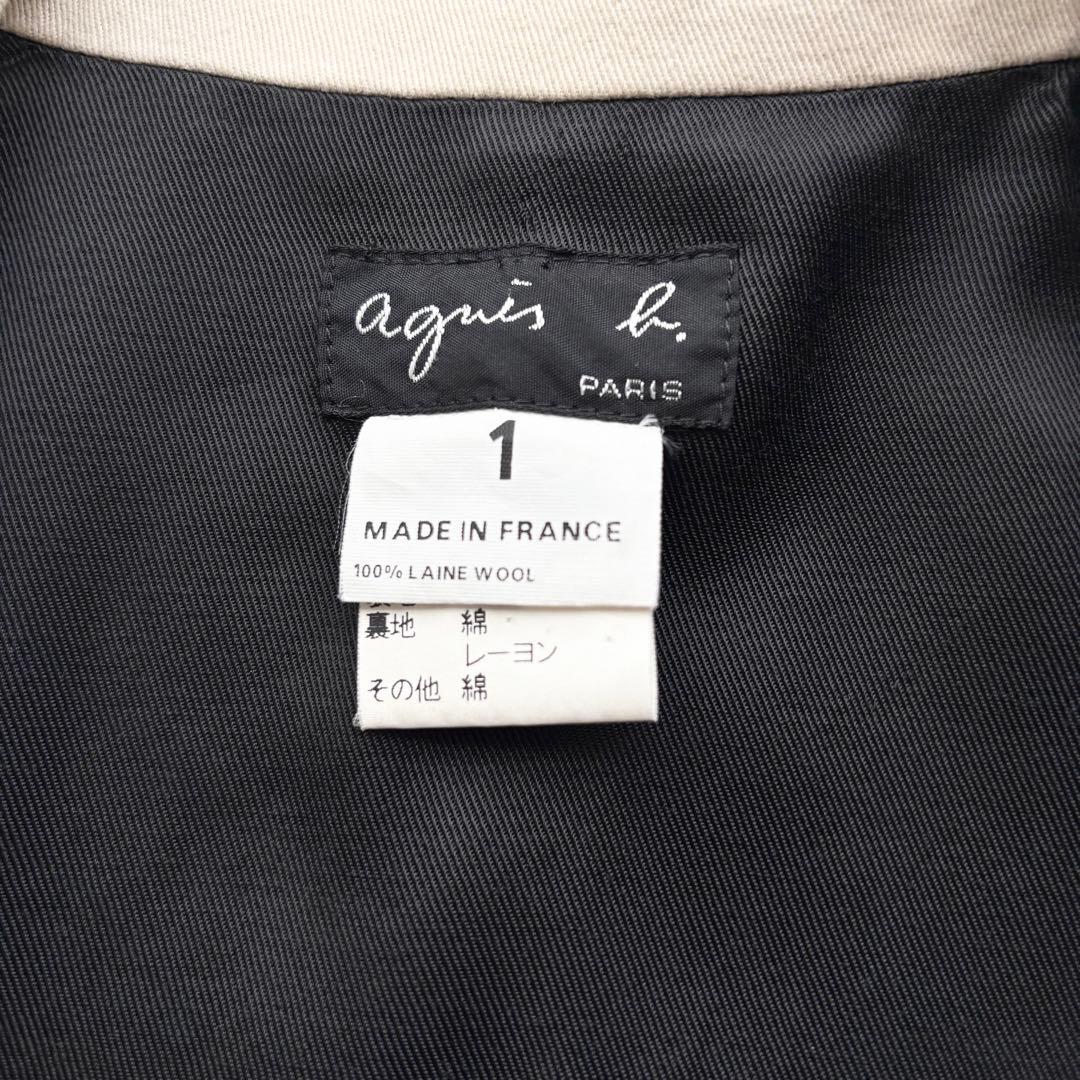 agnès b.
PARIS
1
MADE IN FRANCE
100% LAINE WOOL
裏地 綿
レーヨン
その他 綿